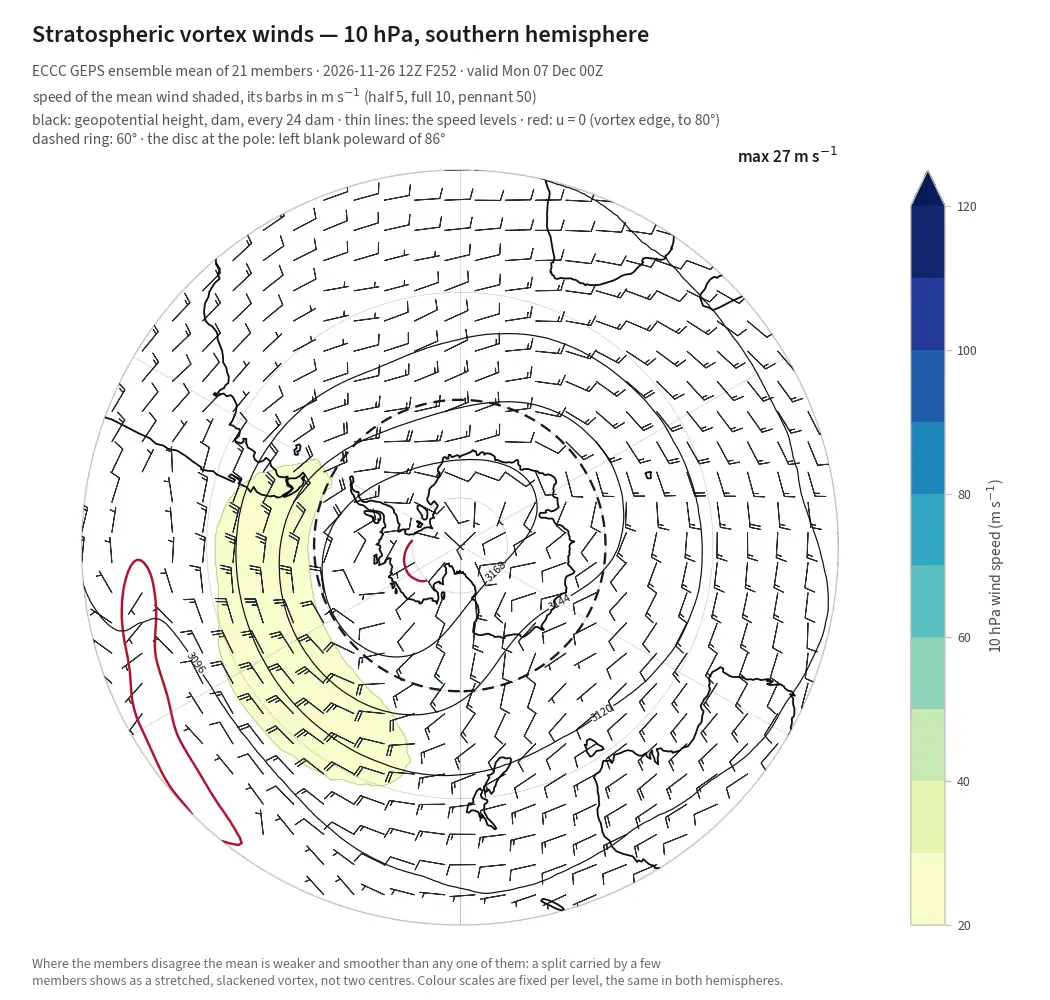 Stratospheric vortex winds — 10 hPa, southern hemisphere
ECCC GEPS ensemble mean of 21 members · 2026-11-26 12Z F252 · valid Mon 07 Dec 00Z
speed of the mean wind shaded, its barbs in m s⁻¹ (half 5, full 10, pennant 50)
black: geopotential height, dam, every 24 dam · thin lines: the speed levels · red: u = 0 (vortex edge, to 80°)
dashed ring: 60° · the disc at the pole: left blank poleward of 86°
max 27 m s⁻¹
120
100
80
60
40
20
10 hPa wind speed (m s⁻¹)
3168
3144
3096
3120
Where the members disagree the mean is weaker and smoother than any one of them: a split carried by a few
members shows as a stretched, slackened vortex, not two centres. Colour scales are fixed per level, the same in both hemispheres.